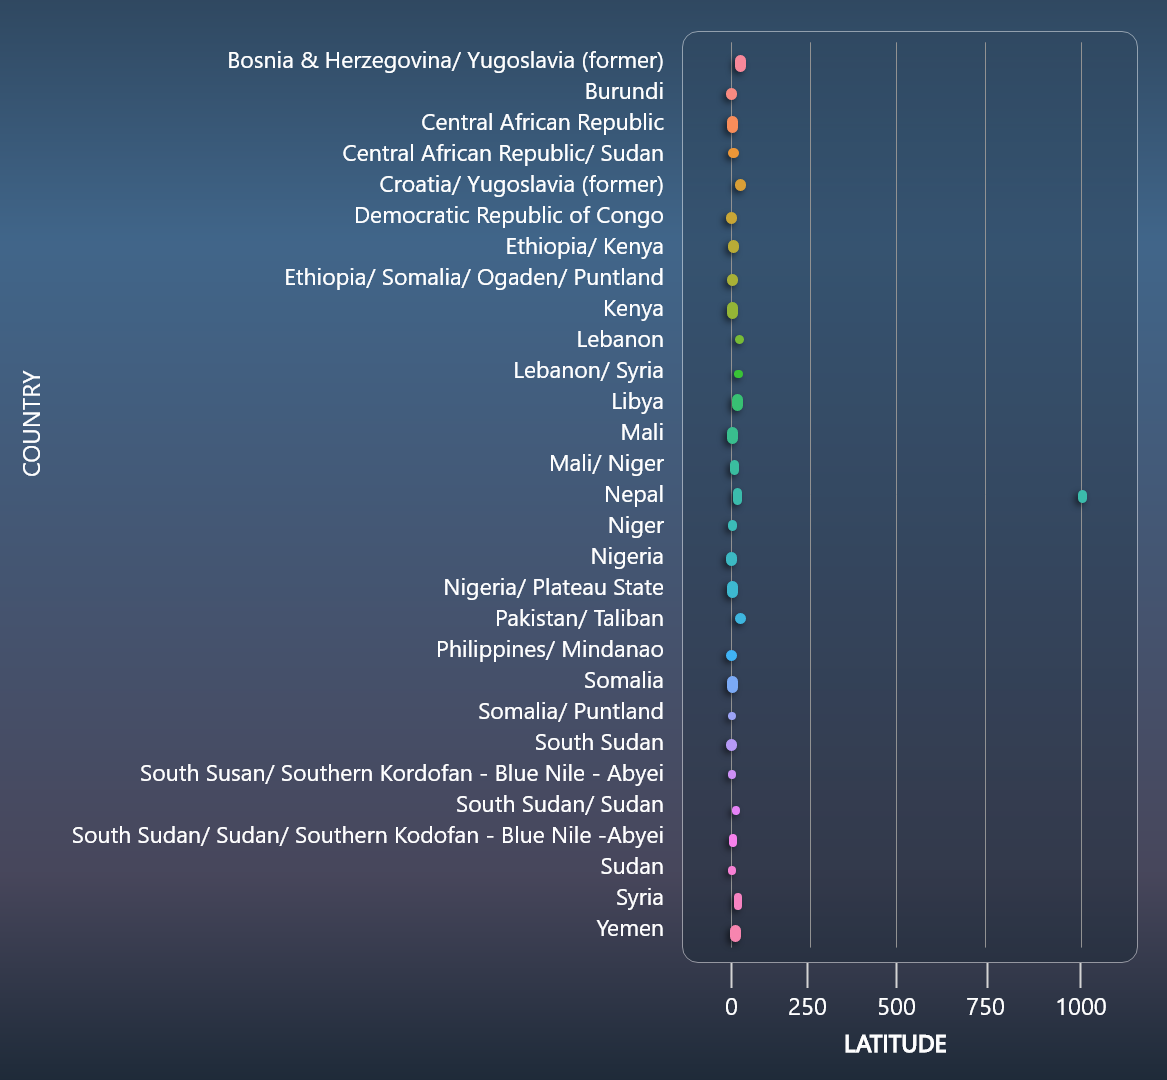 Bosnia & Herzegovina/ Yugoslavia (former)
Burundi
Central African Republic
Central African Republic/ Sudan
Croatia/ Yugoslavia (former)
Democratic Republic of Congo
Ethiopia/ Kenya
Ethiopia/ Somalia/ Ogaden/ Puntland
Kenya
Lebanon
Lebanon/ Syria
Libya
Mali
Mali/ Niger
Nepal
Niger
Nigeria
Nigeria/ Plateau State
Pakistan/ Taliban
Philippines/ Mindanao
Somalia
Somalia/ Puntland
South Sudan
South Susan/ Southern Kordofan - Blue Nile - Abyei
South Sudan/ Sudan
South Sudan/ Sudan/ Southern Kodofan - Blue Nile -Abyei
Sudan
Syria
Yemen
COUNTRY
0 250 500 750 1000
LATITUDE